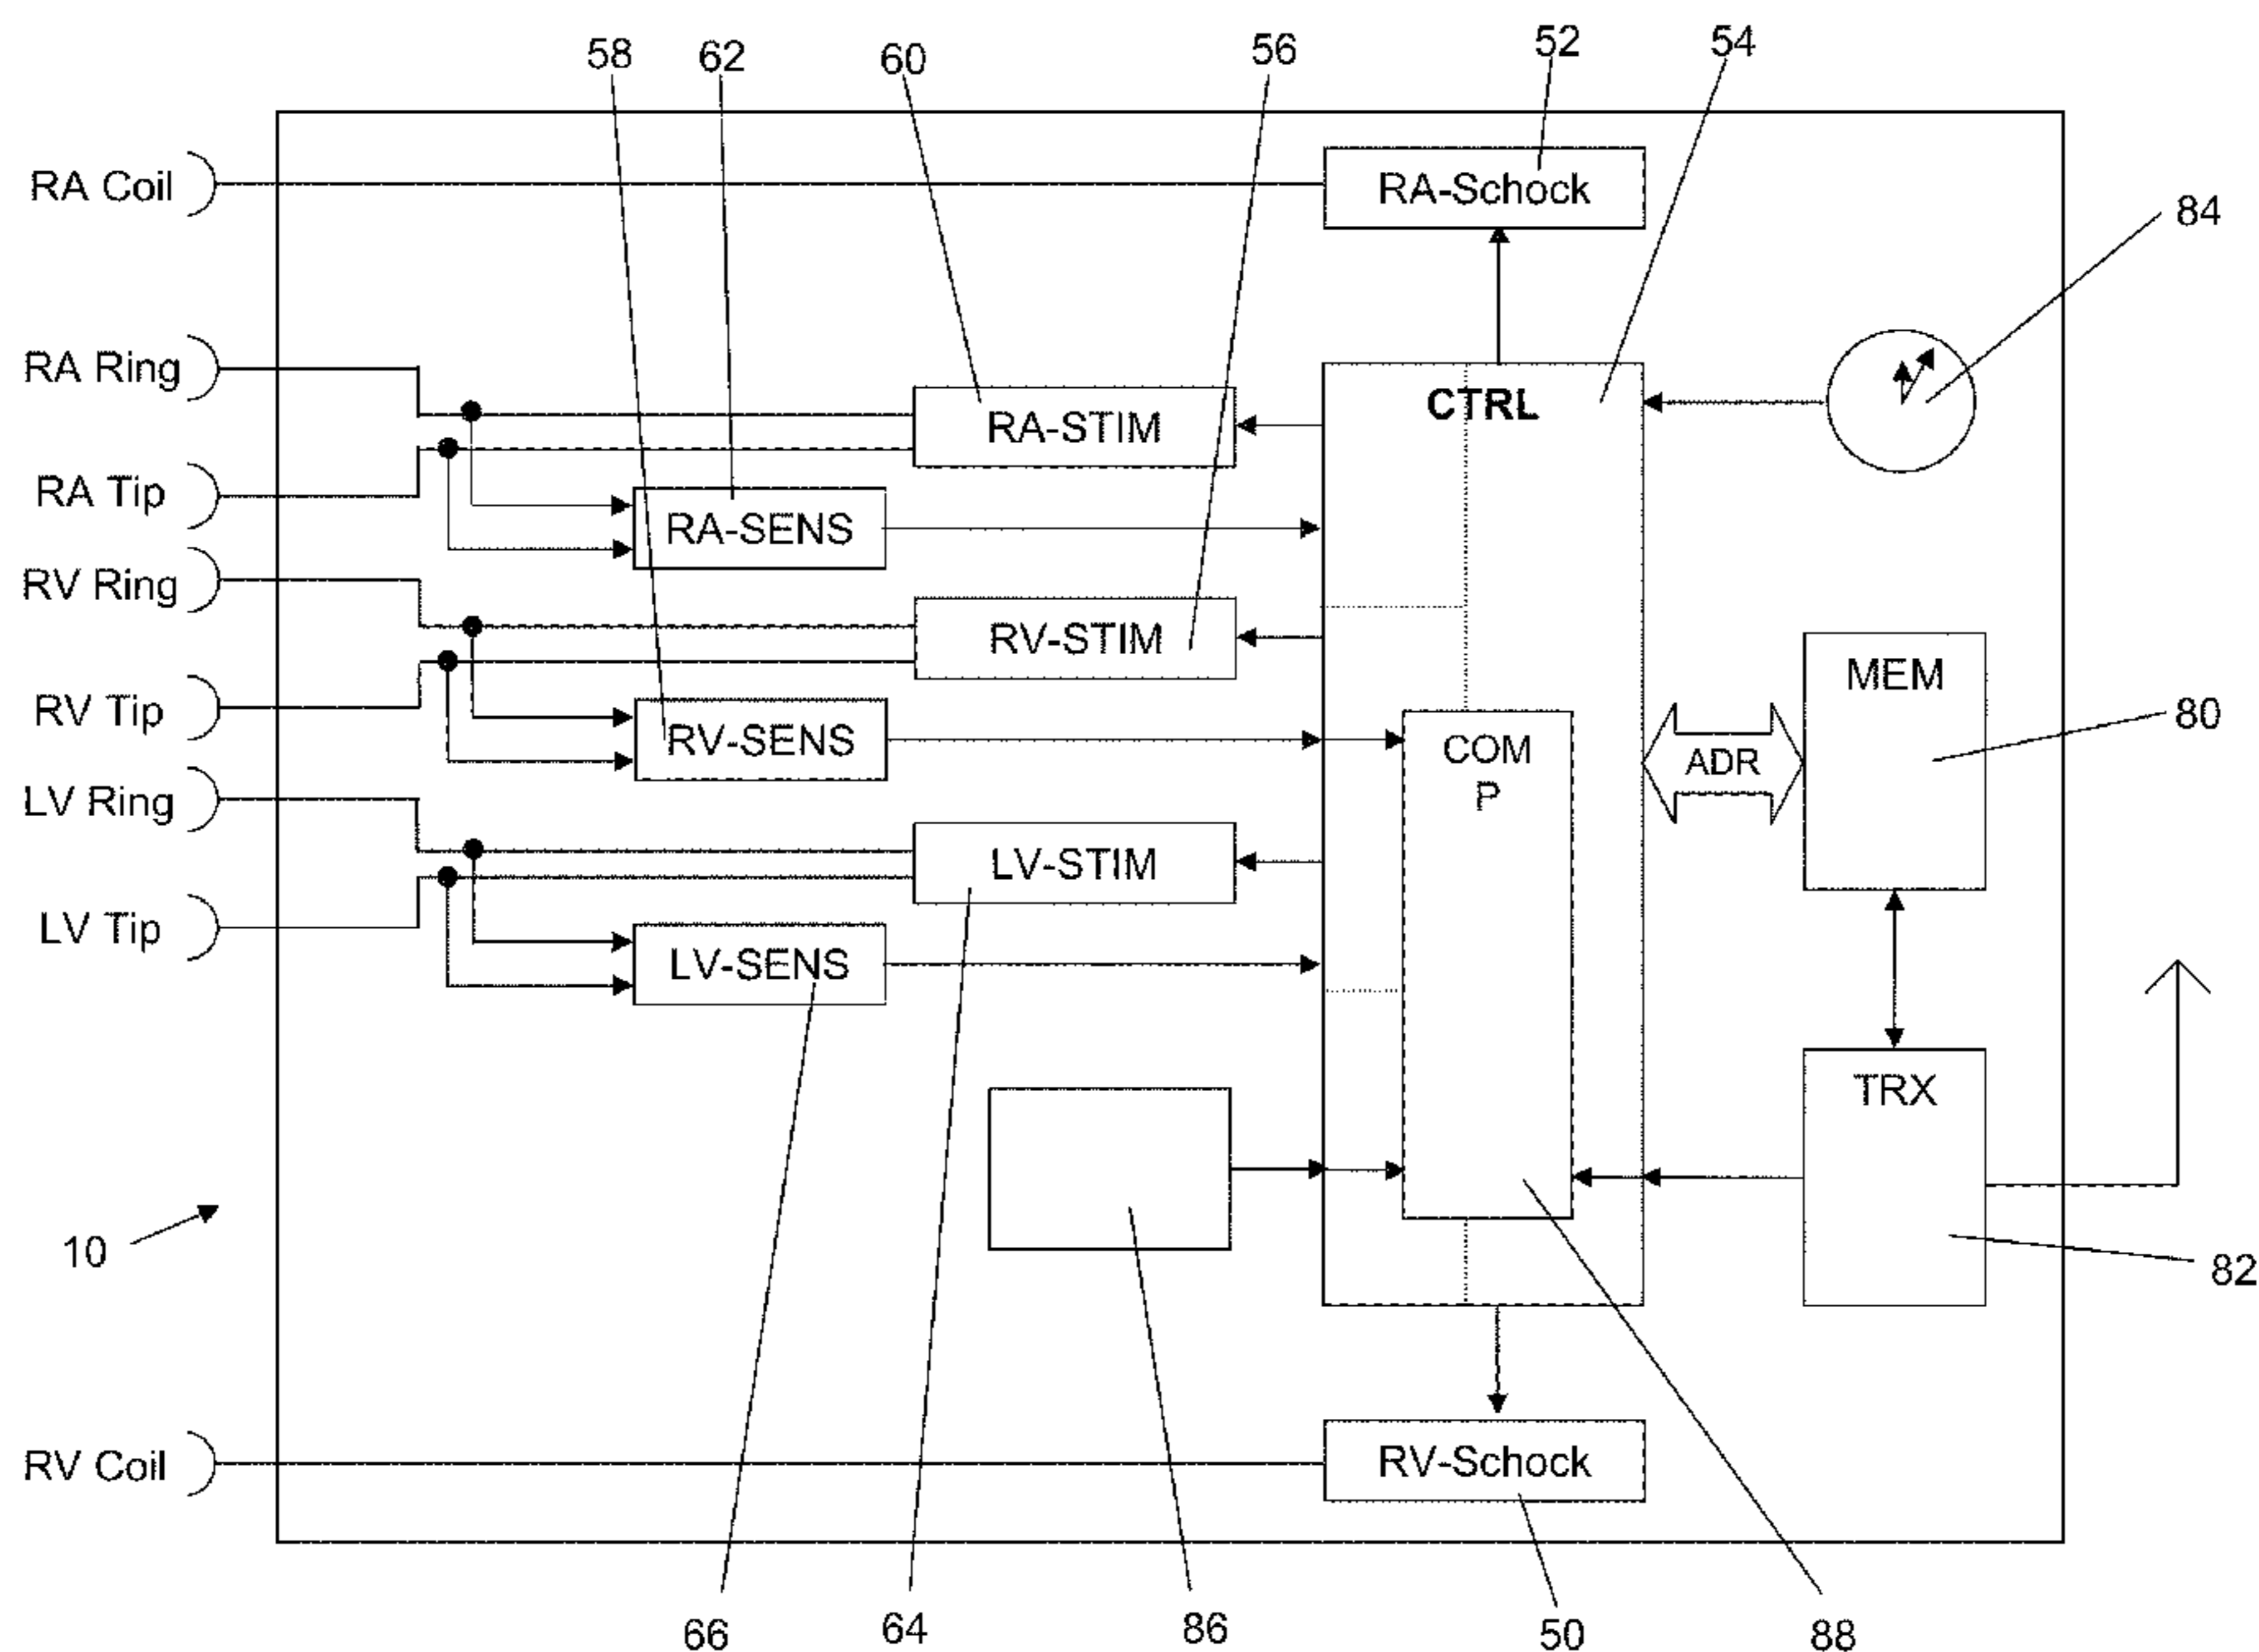 58
62
60
56
52
54
RA Coil
RA-Schock
84
RA Ring
RA-STIM
CTRL
RA Tip
RA-SENS
RV Ring
RV-STIM
MEM
RV Tip
RV-SENS
COM
P
ADR
80
LV Ring
LV-STIM
LV Tip
LV-SENS
TRX
10
82
RV Coil
RV-Schock
66
64
86
50
88